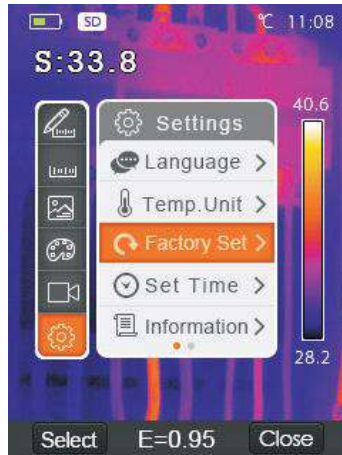 SD ℃ 11:08
S:33.8
40.6
Settings
Language
Temp.Unit
Factory Set
Set Time
Information
28.2
Select E=0.95 Close